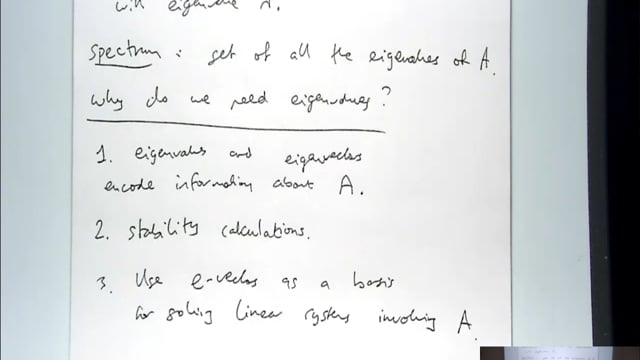 with eigenvalue λ.
spectrum : set of all the eigenvalues of A.
why do we need eigenvalues?
1. eigenvalues and eigenvectors
encode information about A.
2. stability calculations.
3. Use e-vectors as a basis
for solving linear systems involving A.